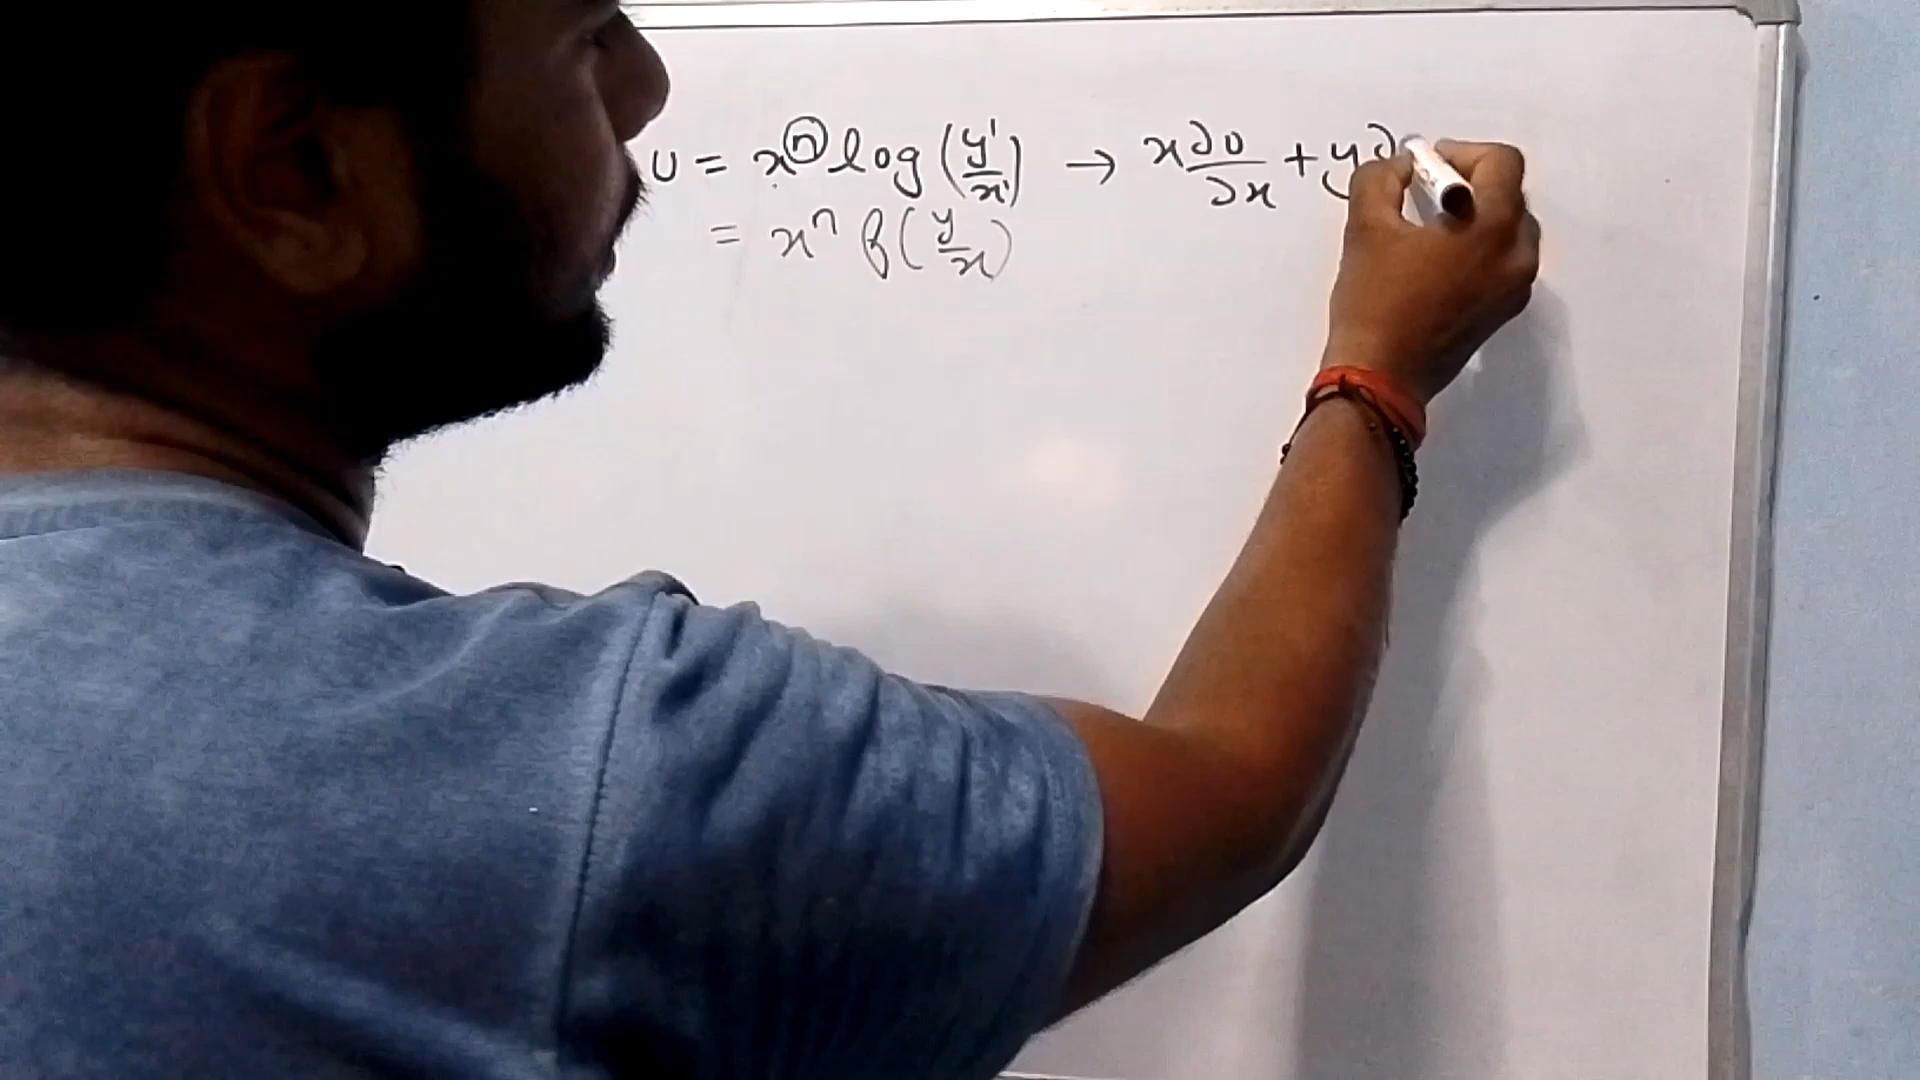 U = xⁿ log (y'/x') → x ∂U/∂x + y ∂
= xⁿ f(y/x)